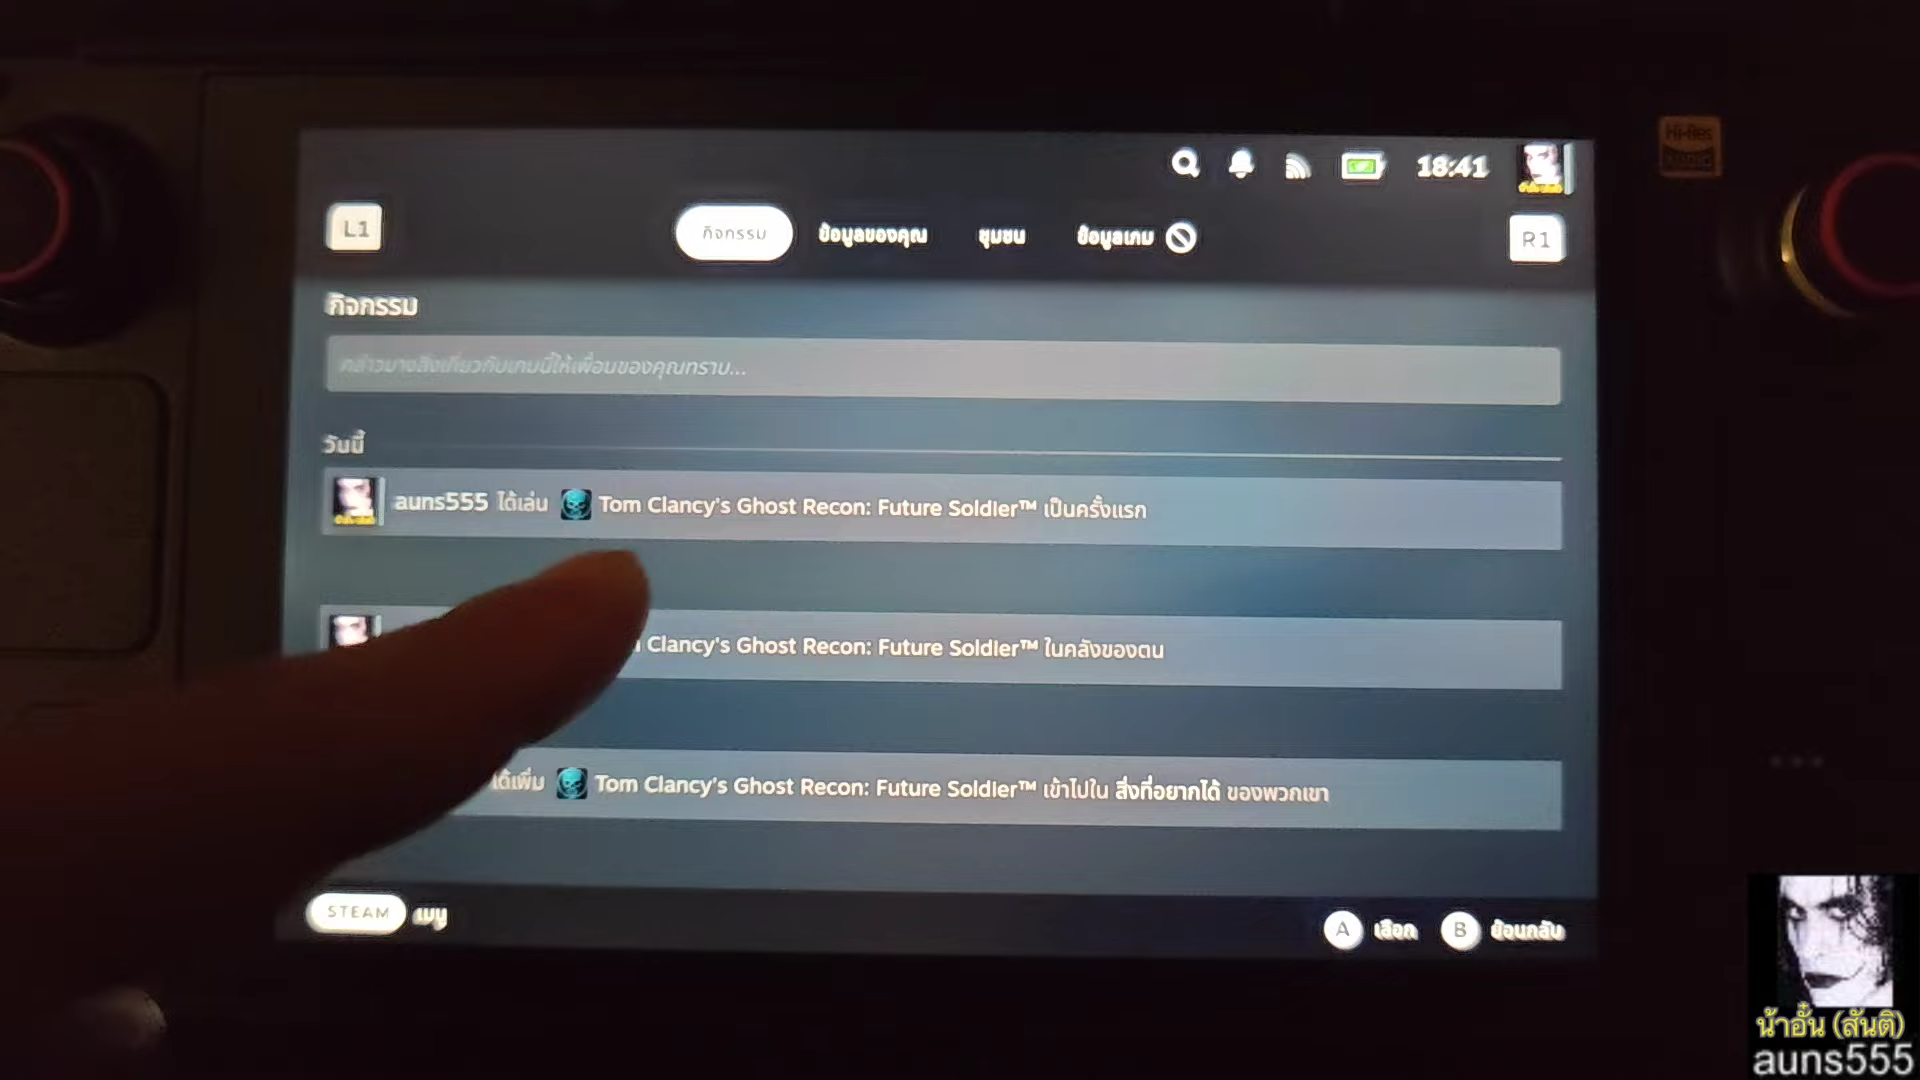 Hi-Res
AUDIO
18:41
L1
กิจกรรม
ข้อมูลของคุณ
ชุมชน
ข้อมูลเกม
R1
กิจกรรม
กล่าวบางสิ่งเกี่ยวกับเกมนี้ให้เพื่อนของคุณทราบ...
วันนี้
auns555 ได้เล่น Tom Clancy's Ghost Recon: Future Soldier™ เป็นครั้งแรก
Clancy's Ghost Recon: Future Soldier™ ในคลังของตน
ได้เพิ่ม Tom Clancy's Ghost Recon: Future Soldier™ เข้าไปใน สิ่งที่อยากได้ ของพวกเขา
STEAM เมนู
A เลือก
B ย้อนกลับ
น้าอั๋น (สันติ)
auns555